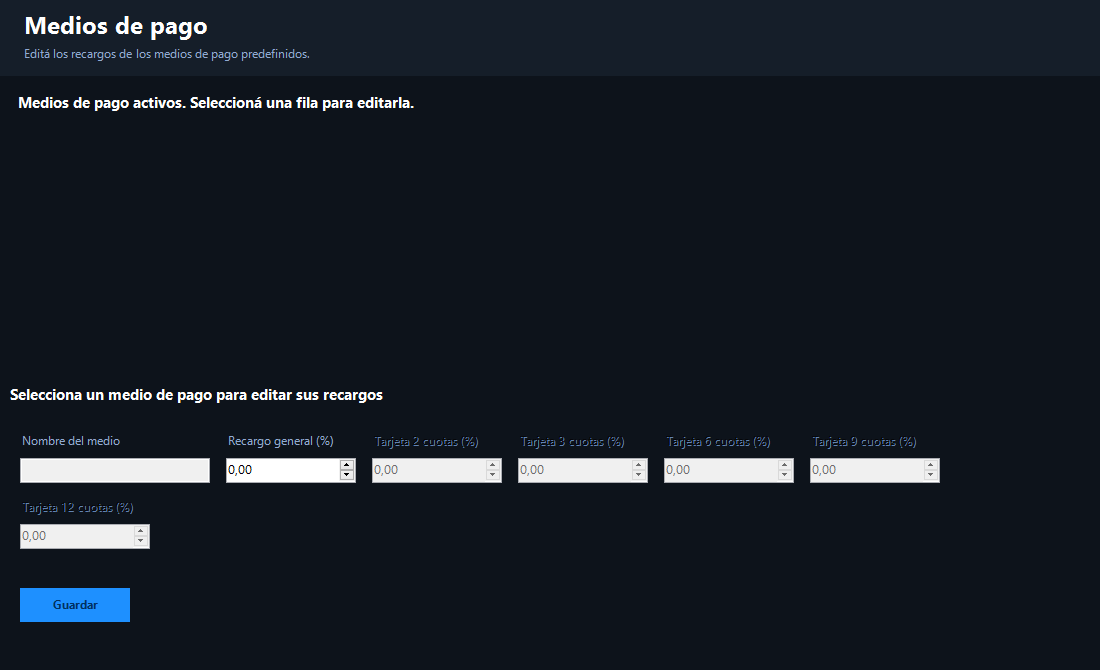 Medios de pago
Editá los recargos de los medios de pago predefinidos.
Medios de pago activos. Seleccioná una fila para editarla.
Selecciona un medio de pago para editar sus recargos
Nombre del medio Recargo general (%) Tarjeta 2 cuotas (%) Tarjeta 3 cuotas (%) Tarjeta 6 cuotas (%) Tarjeta 9 cuotas (%)
0,00 0,00 0,00 0,00 0,00
Tarjeta 12 cuotas (%)
0,00
Guardar